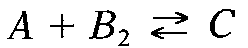 A + B₂ ⇄ C